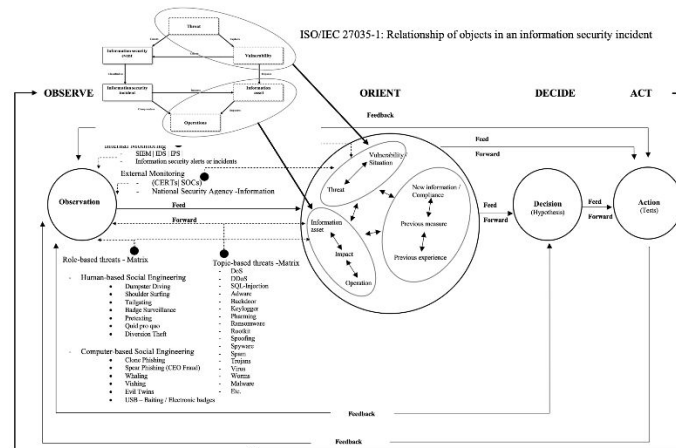 ISO/IEC 27035-1: Relationship of objects in an information security incident
Threat
Information security
event
Vulnerability
Information security
incident
Information
asset
Operations
OBSERVE
ORIENT
DECIDE
ACT
Feedback
Internal Monitoring
- SIEM | IDS | IPS
- Information security alerts or incidents
External Monitoring
- (CERTs| SOCs)
- National Security Agency -Information
Observation
Feed
Forward
Vulnerability /
Situation
Threat
New information /
Compliance
Previous measure
Previous experience
Information
asset
Impact
Operation
Feed
Forward
Feed
Forward
Decision
(Hypothesis)
Feed
Forward
Action
(Tests)
Role-based threats - Matrix
- Human-based Social Engineering
• Dumpster Diving
• Shoulder Surfing
• Tailgating
• Badge Surveillance
• Pretexting
• Quid pro quo
• Diversion Theft
- Computer-based Social Engineering
• Clone Phishing
• Spear Phishing (CEO Fraud)
• Whaling
• Vishing
• Evil Twins
• USB – Baiting / Electronic badges
Topic-based threats -Matrix
- DoS
- DDoS
- SQL-Injection
- Adware
- Backdoor
- Keylogger
- Pharming
- Ransomware
- Rootkit
- Spoofing
- Spyware
- Spam
- Trojans
- Virus
- Worms
- Malware
- Etc.
Feedback
Feedback